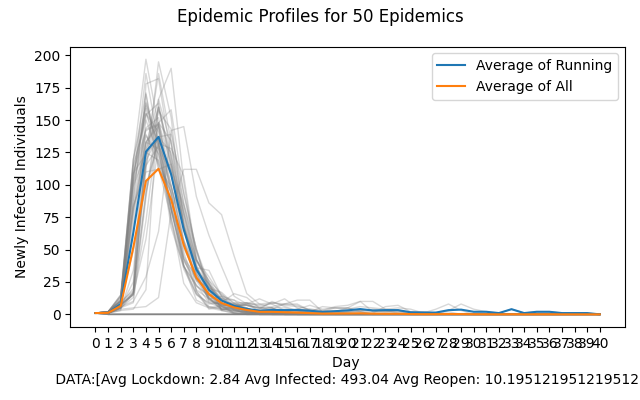 Epidemic Profiles for 50 Epidemics
Average of Running
Average of All
Newly Infected Individuals
200
175
150
125
100
75
50
25
0
0 1 2 3 4 5 6 7 8 9 10 11 12 13 14 15 16 17 18 19 20 21 22 23 24 25 26 27 28 29 30 31 32 33 34 35 36 37 38 39 40
Day
DATA:[Avg Lockdown: 2.84 Avg Infected: 493.04 Avg Reopen: 10.195121951219512